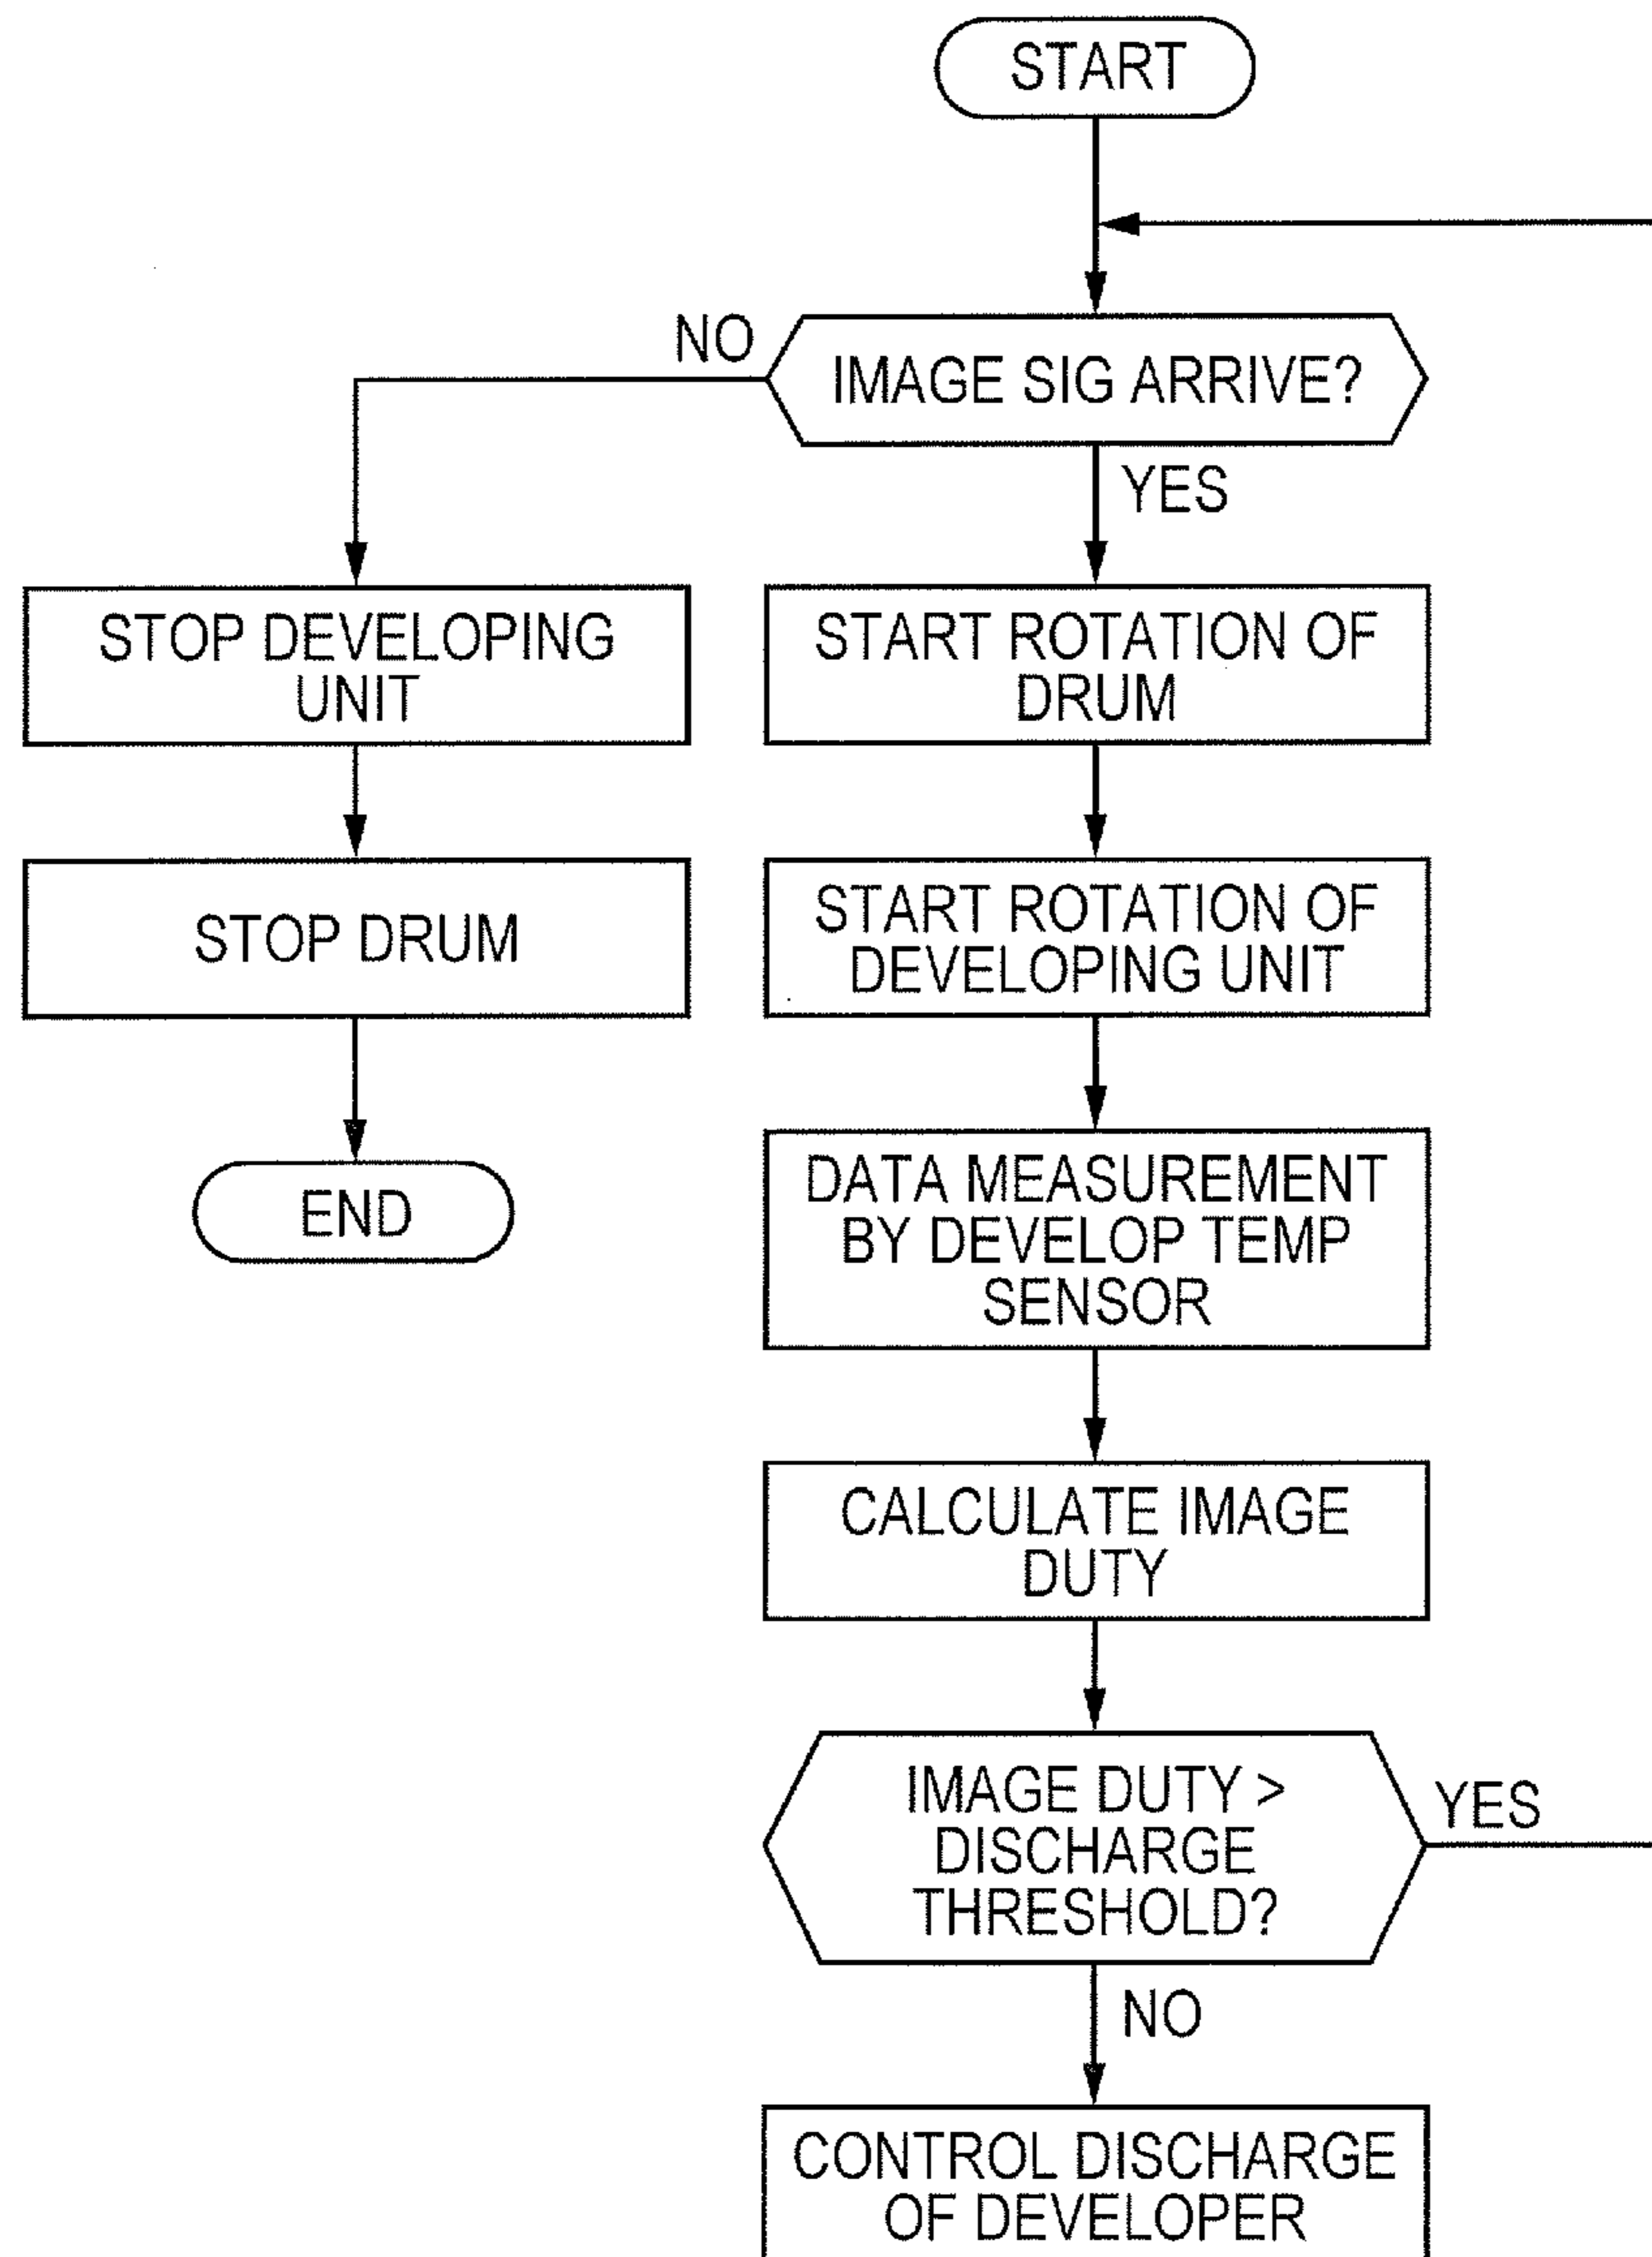 START
NO
IMAGE SIG ARRIVE?
YES
STOP DEVELOPING
UNIT
START ROTATION OF
DRUM
STOP DRUM
START ROTATION OF
DEVELOPING UNIT
END
DATA MEASUREMENT
BY DEVELOP TEMP
SENSOR
CALCULATE IMAGE
DUTY
IMAGE DUTY >
DISCHARGE
THRESHOLD?
YES
NO
CONTROL DISCHARGE
OF DEVELOPER